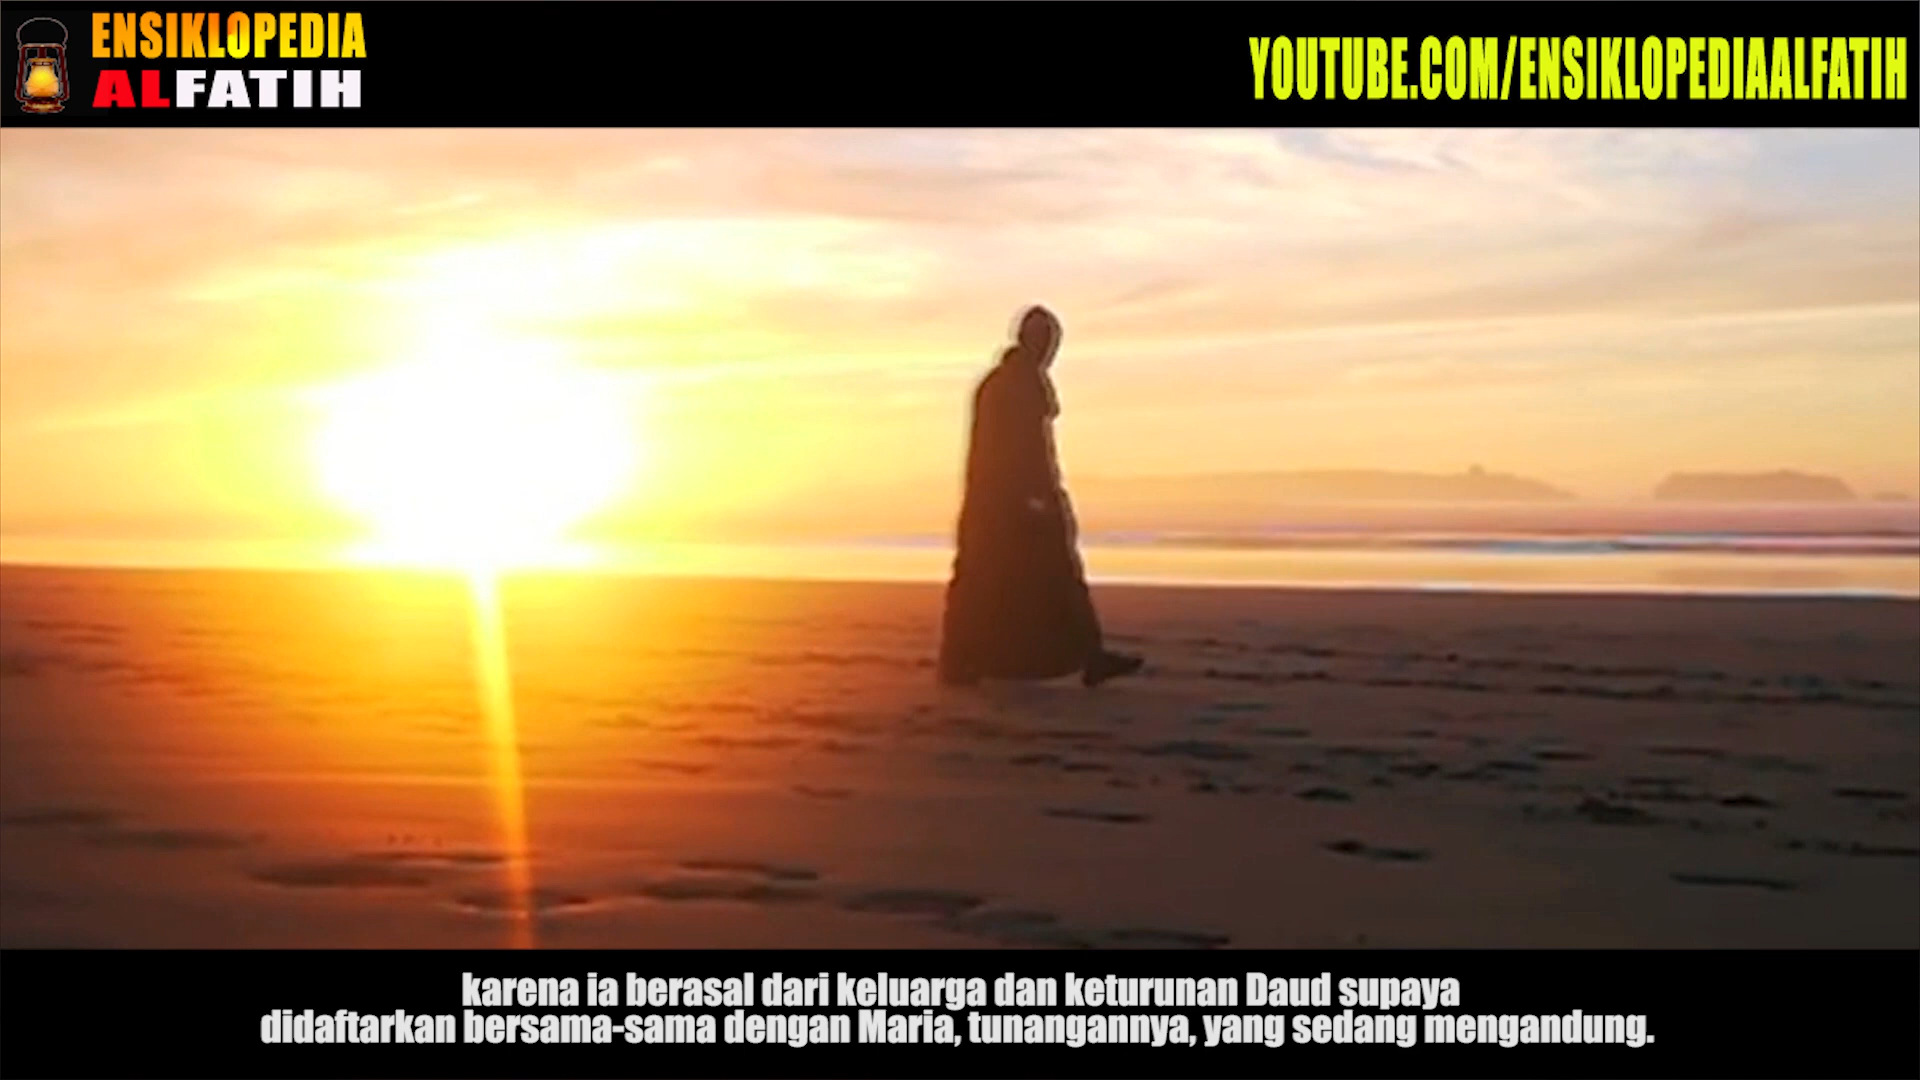 ENSIKLOPEDIA
ALFATIH
YOUTUBE.COM/ENSIKLOPEDIAALFATIH
karena ia berasal dari keluarga dan keturunan Daud supaya
didaftarkan bersama-sama dengan Maria, tunangannya, yang sedang mengandung.